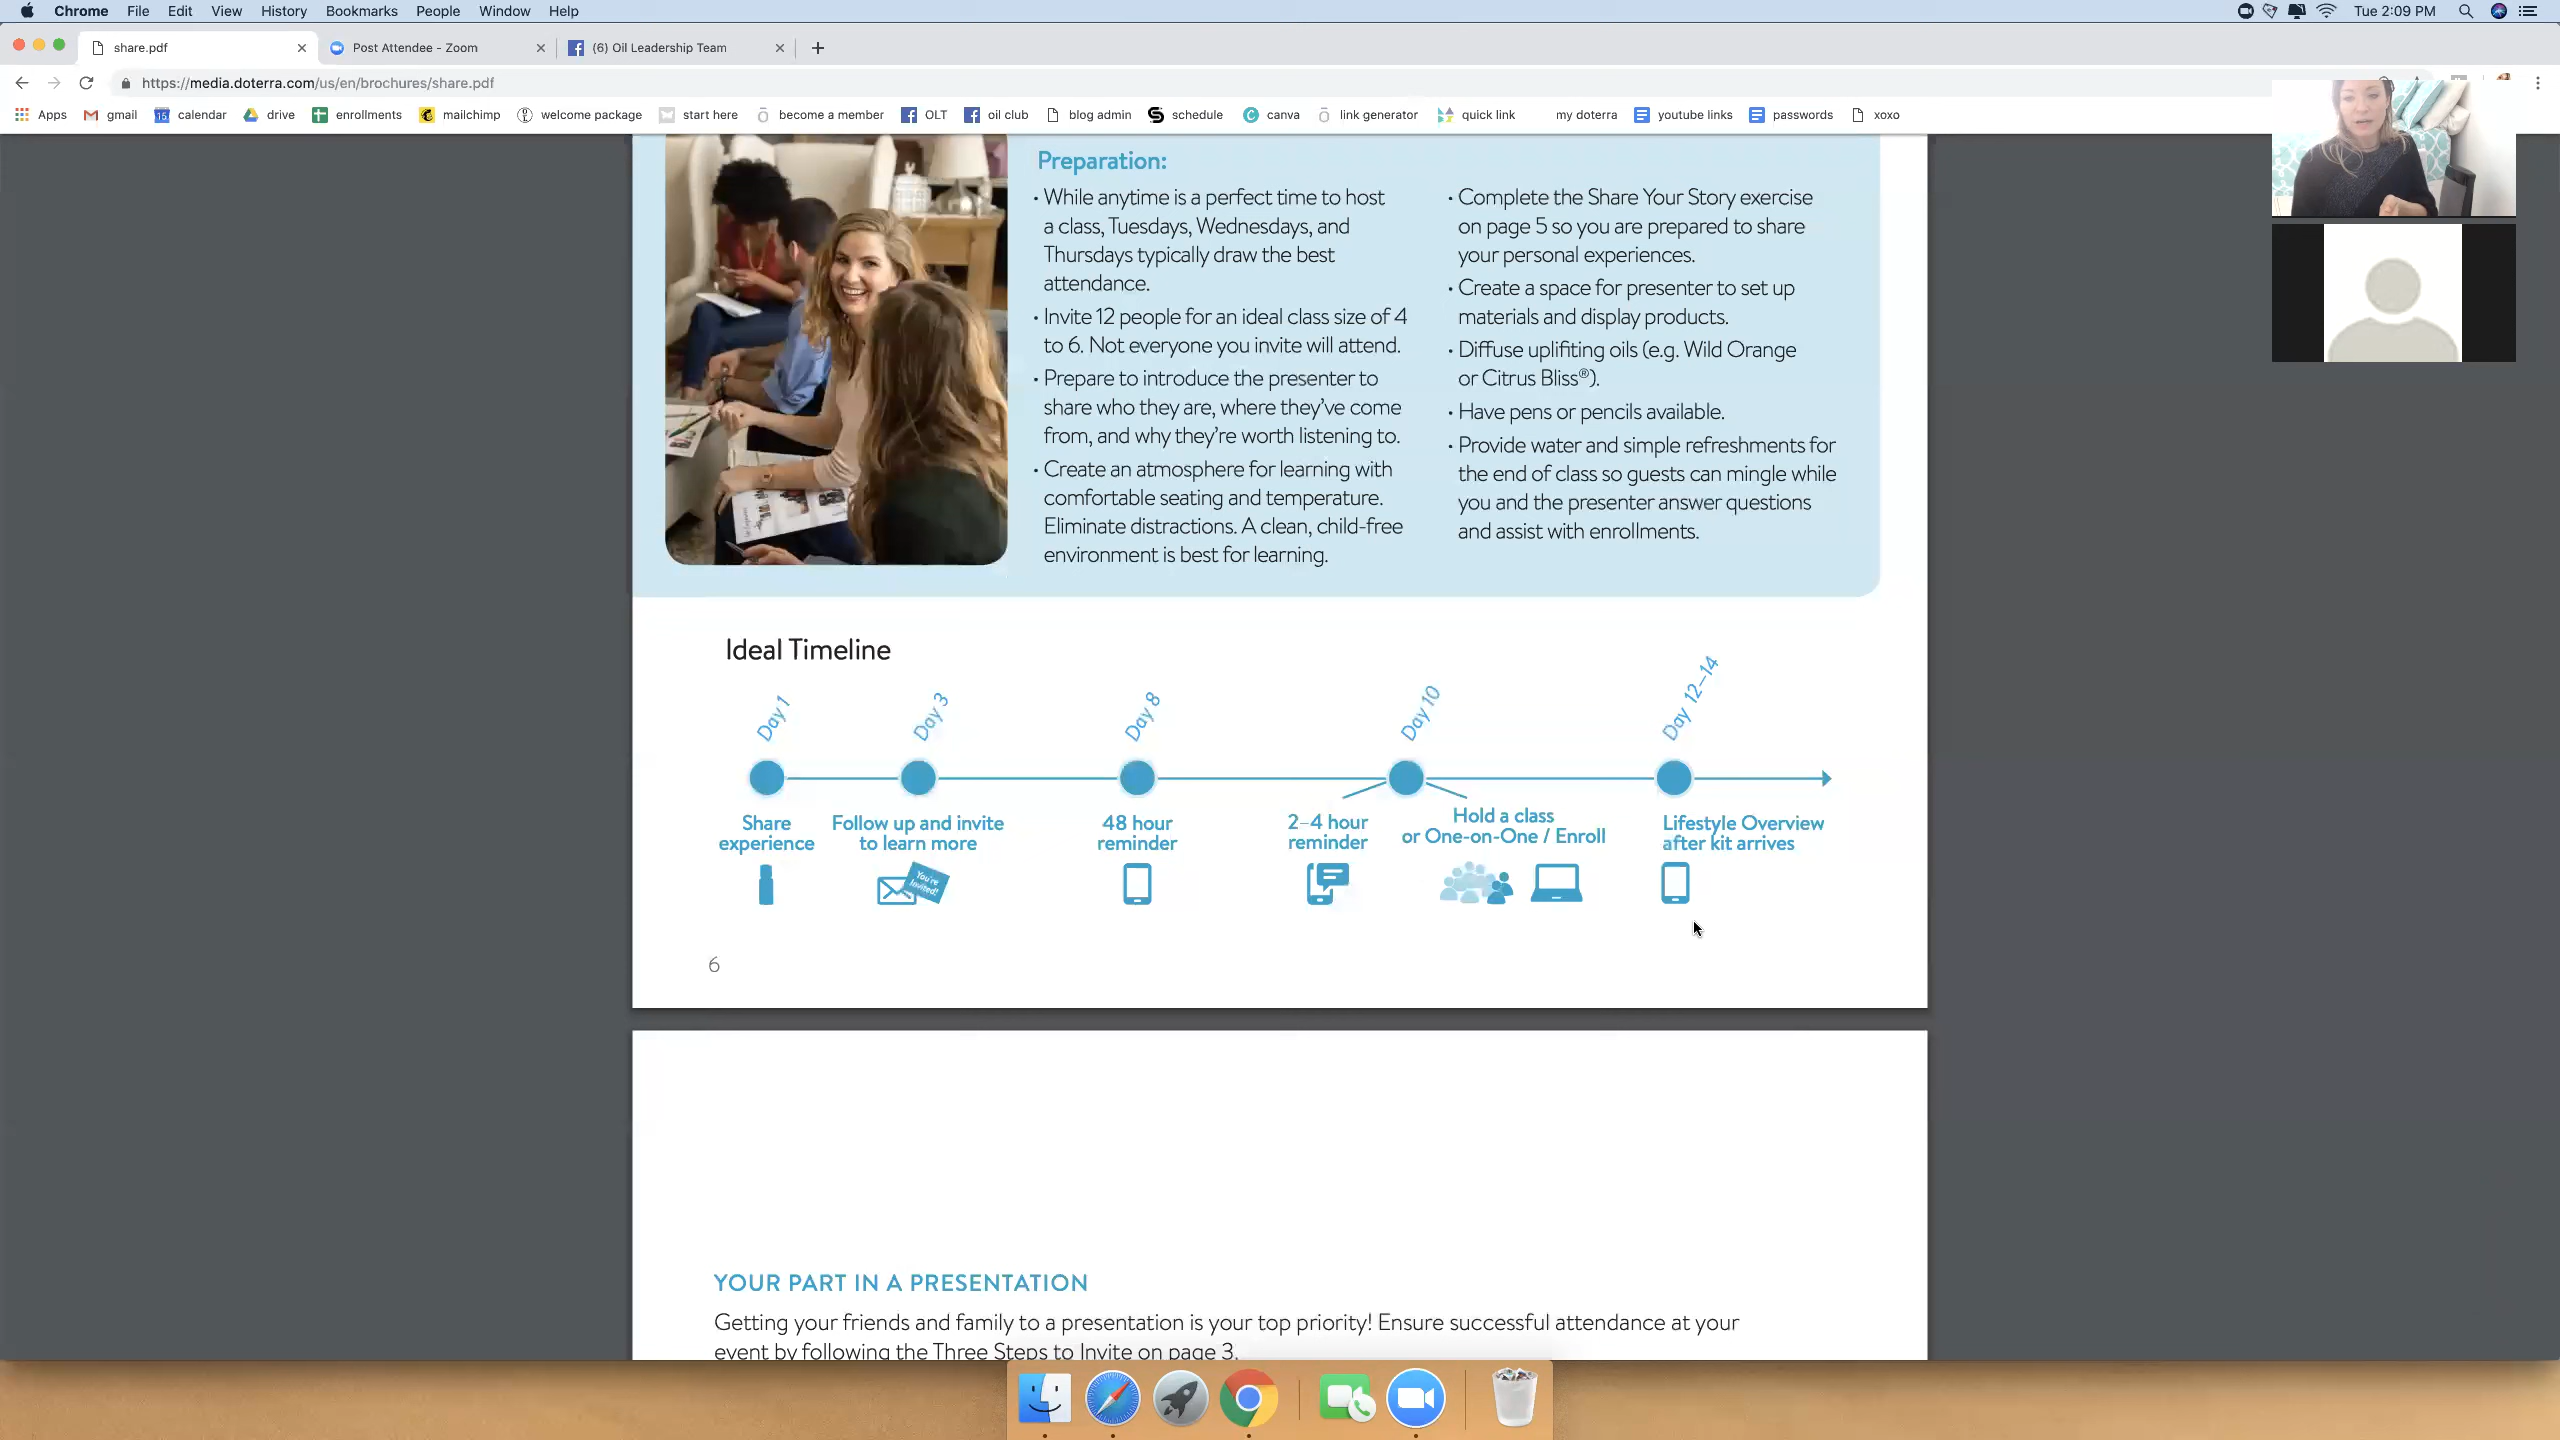 Chrome File Edit View History Bookmarks People Window Help Tue 2:09 PM
share.pdf Post Attendee - Zoom (6) Oil Leadership Team
https://media.doterra.com/us/en/brochures/share.pdf
Apps gmail calendar drive enrollments mailchimp welcome package start here become a member OLT oil club blog admin schedule canva link generator quick link my doterra youtube links passwords xoxo
Preparation:
· While anytime is a perfect time to host
a class, Tuesdays, Wednesdays, and
Thursdays typically draw the best
attendance.
· Invite 12 people for an ideal class size of 4
to 6. Not everyone you invite will attend.
· Prepare to introduce the presenter to
share who they are, where they've come
from, and why they're worth listening to.
· Create an atmosphere for learning with
comfortable seating and temperature.
Eliminate distractions. A clean, child-free
environment is best for learning.
· Complete the Share Your Story exercise
on page 5 so you are prepared to share
your personal experiences.
· Create a space for presenter to set up
materials and display products.
· Diffuse uplifiting oils (e.g. Wild Orange
or Citrus Bliss®).
· Have pens or pencils available.
· Provide water and simple refreshments for
the end of class so guests can mingle while
you and the presenter answer questions
and assist with enrollments.
Ideal Timeline
Day 1
Day 3
Day 8
Day 10
Day 12–14
Share
experience
Follow up and invite
to learn more
You're
Invited!
48 hour
reminder
2–4 hour
reminder
Hold a class
or One-on-One / Enroll
Lifestyle Overview
after kit arrives
6
YOUR PART IN A PRESENTATION
Getting your friends and family to a presentation is your top priority! Ensure successful attendance at your
event by following the Three Steps to Invite on page 3.